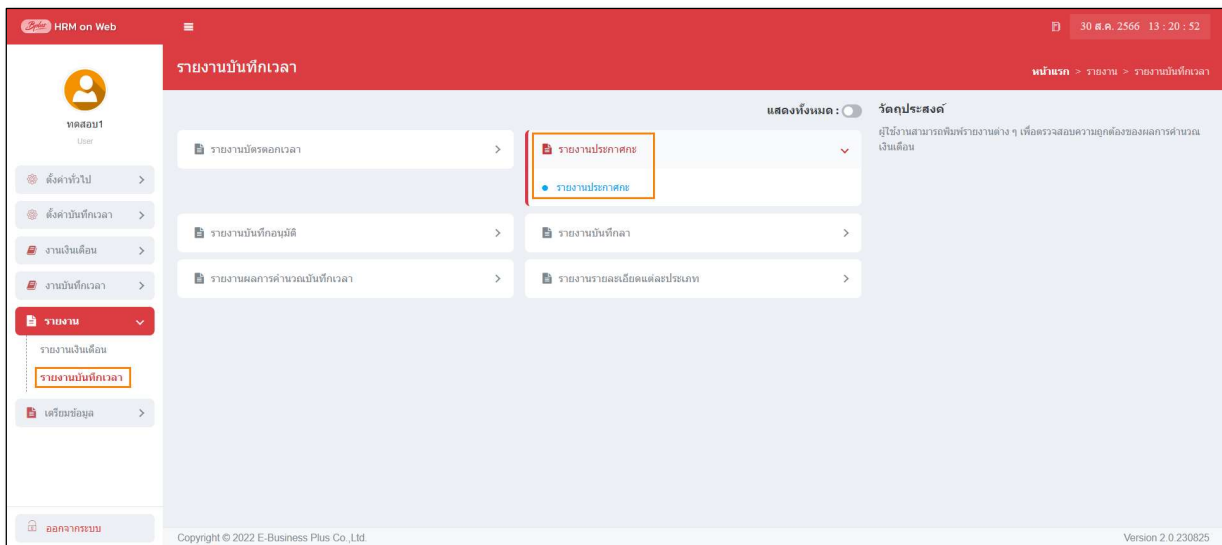 Bplus HRM on Web
30 ส.ค. 2566 13 : 20 : 52
รายงานบันทึกเวลา
หน้าแรก > รายงาน > รายงานบันทึกเวลา
ทดสอบ1
User
ตั้งค่าทั่วไป
ตั้งค่าบันทึกเวลา
งานเงินเดือน
งานบันทึกเวลา
รายงาน
รายงานเงินเดือน
รายงานบันทึกเวลา
เตรียมข้อมูล
ออกจากระบบ
แสดงทั้งหมด :
รายงานบัตรตอกเวลา
รายงานประกาศกะ
รายงานประกาศกะ
รายงานบันทึกอนุมัติ
รายงานบันทึกลา
รายงานผลการคำนวณบันทึกเวลา
รายงานรายละเอียดแต่ละประเภท
วัตถุประสงค์
ผู้ใช้งานสามารถพิมพ์รายงานต่าง ๆ เพื่อตรวจสอบความถูกต้องของผลการคำนวณ
เงินเดือน
Copyright © 2022 E-Business Plus Co.,Ltd.
Version 2.0.230825